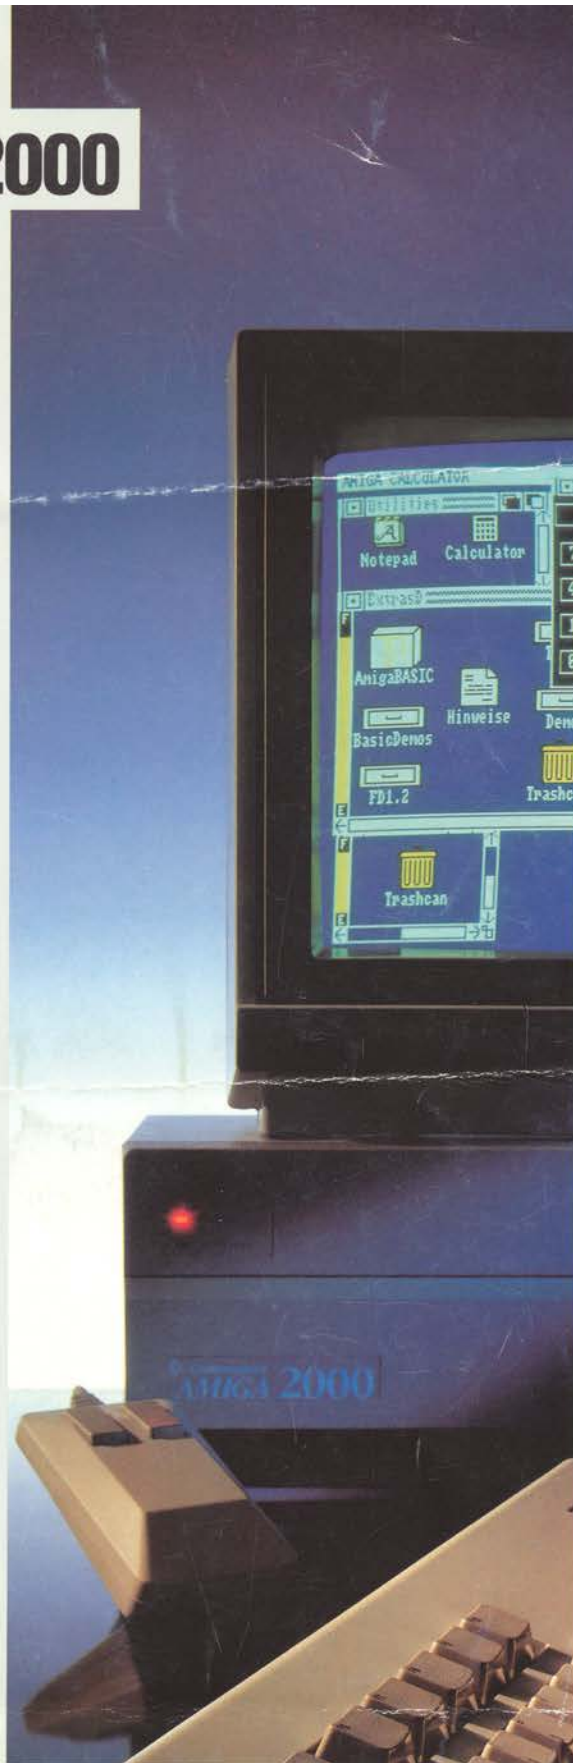 2000
AMIGA CALCULATOR
Utilities
Notepad Calculator
ExtrasD
AmigaBASIC
Hinweise
BasicDemos
FD1.2
Trashcan
AMIGA 2000